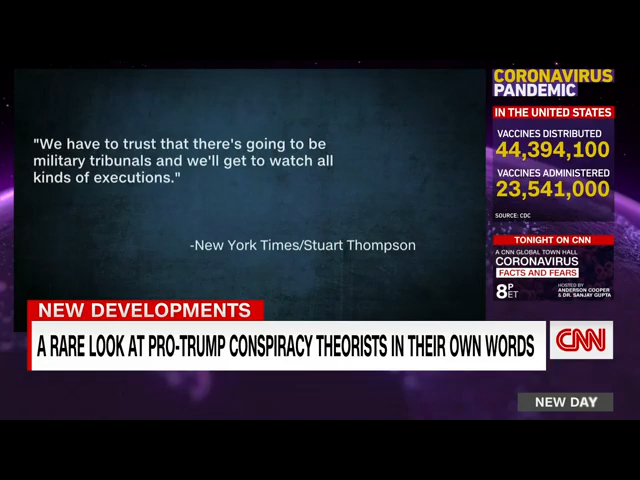 "We have to trust that there's going to be
military tribunals and we'll get to watch all
kinds of executions."
-New York Times/Stuart Thompson
CORONAVIRUS
PANDEMIC
IN THE UNITED STATES
VACCINES DISTRIBUTED
44,394,100
VACCINES ADMINISTERED
23,541,000
SOURCE: CDC
TONIGHT ON CNN
A CNN GLOBAL TOWN HALL
CORONAVIRUS
FACTS AND FEARS
8P ET
HOSTED BY
ANDERSON COOPER
& DR. SANJAY GUPTA
NEW DEVELOPMENTS
A RARE LOOK AT PRO-TRUMP CONSPIRACY THEORISTS IN THEIR OWN WORDS
CNN
NEW DAY